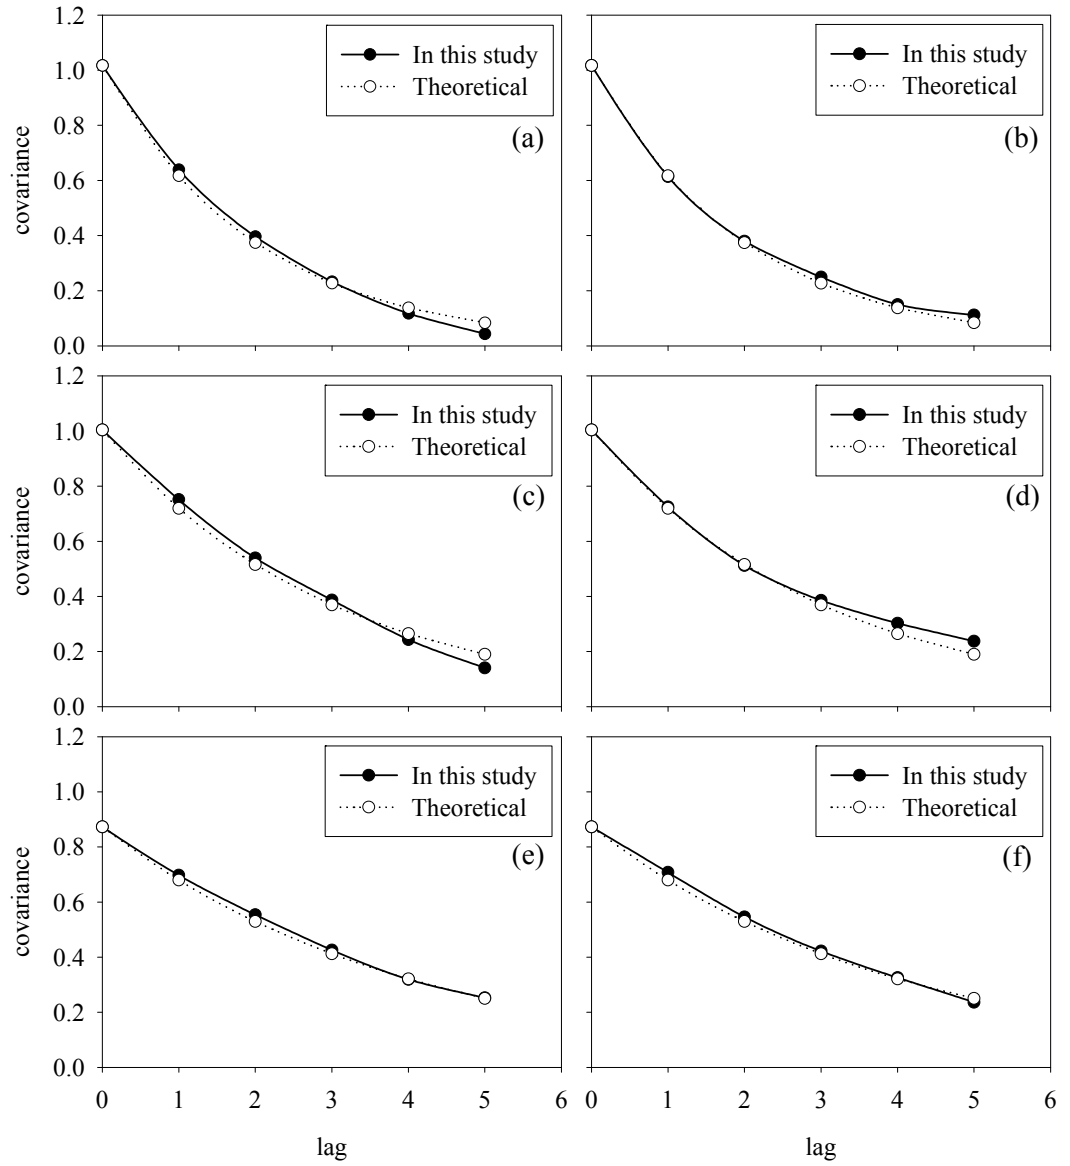 1.2
1.0
0.8
0.6
0.4
0.2
0.0
covariance
In this study
Theoretical
(a)
In this study
Theoretical
(b)
1.2
1.0
0.8
0.6
0.4
0.2
0.0
covariance
In this study
Theoretical
(c)
In this study
Theoretical
(d)
1.2
1.0
0.8
0.6
0.4
0.2
0.0
covariance
In this study
Theoretical
(e)
In this study
Theoretical
(f)
0 1 2 3 4 5 6
lag
0 1 2 3 4 5 6
lag